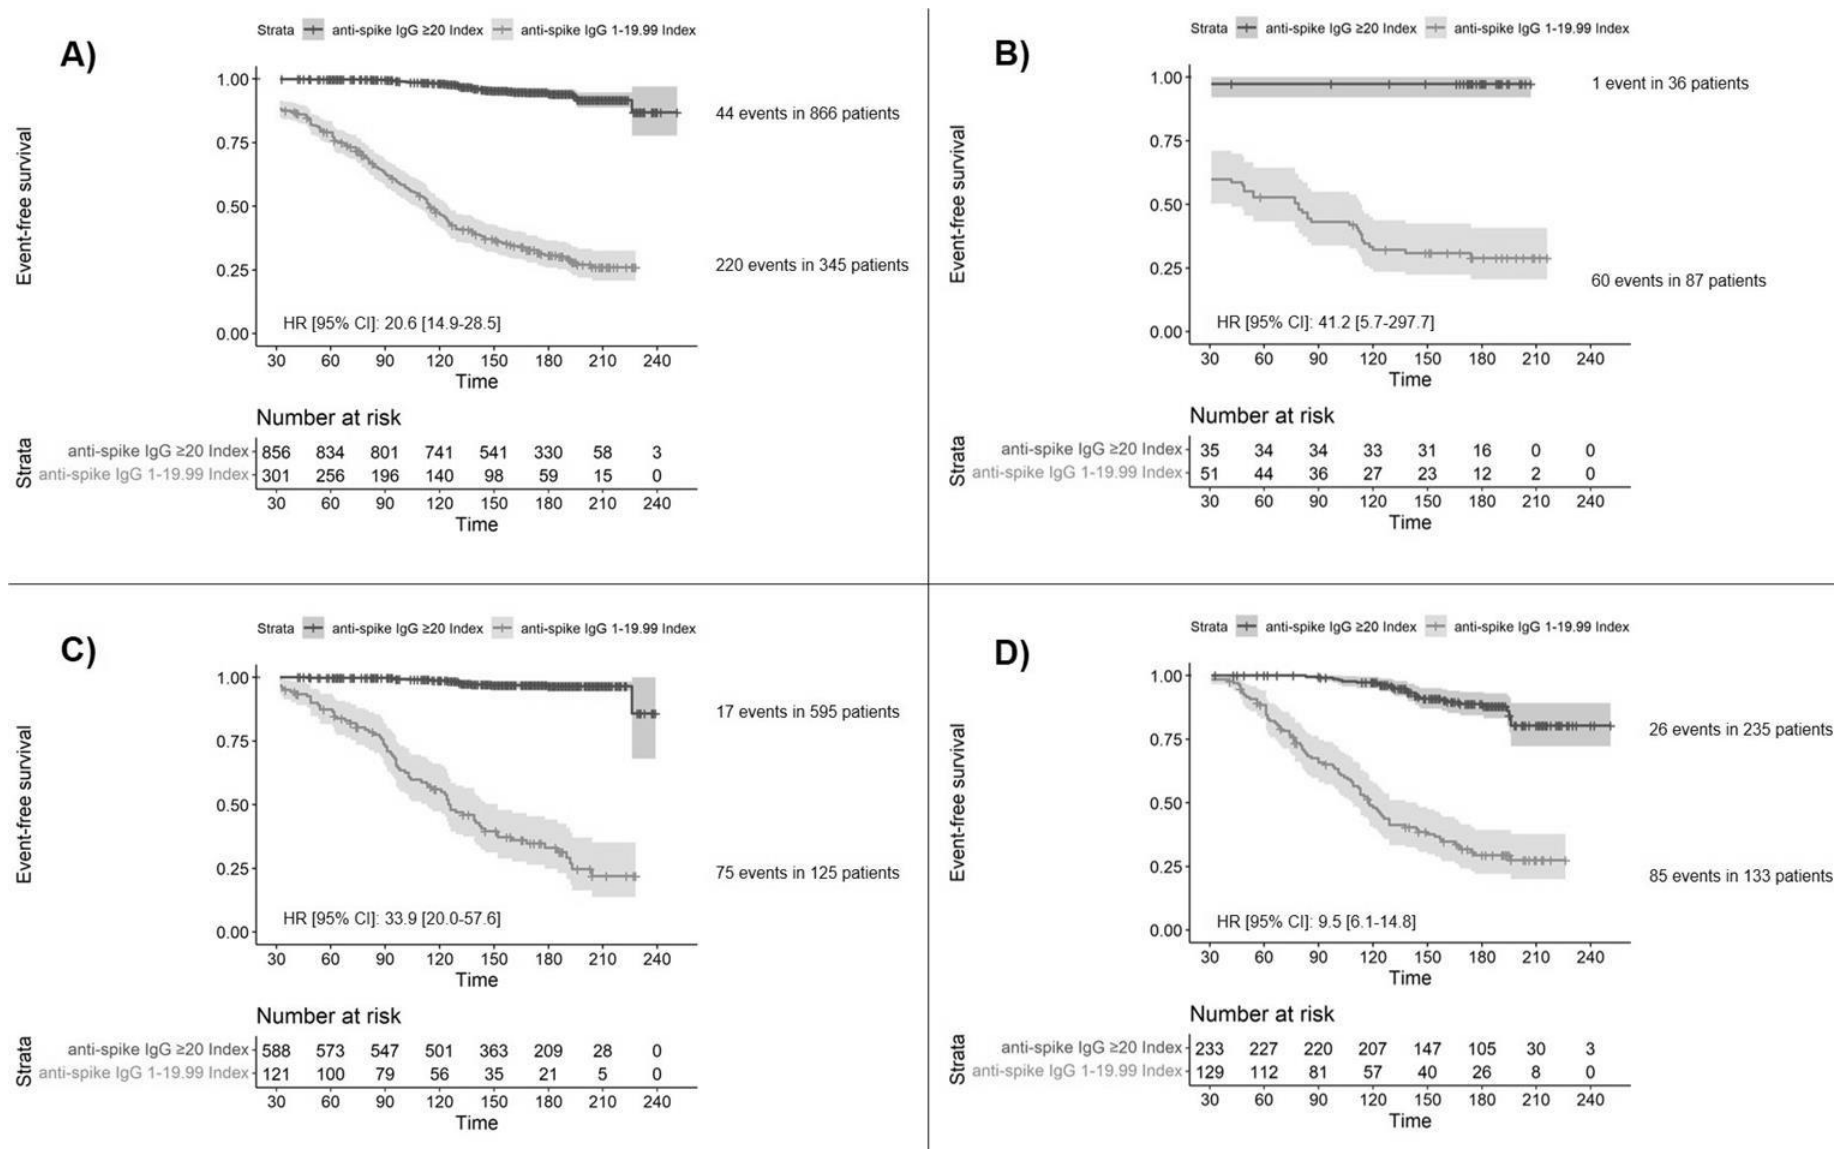 A)
Strata anti-spike IgG ≥20 Index anti-spike IgG 1-19.99 Index
Event-free survival
1.00
0.75
0.50
0.25
0.00
44 events in 866 patients
220 events in 345 patients
HR [95% CI]: 20.6 [14.9-28.5]
30 60 90 120 150 180 210 240
Time
Number at risk
Strata
anti-spike IgG ≥20 Index 856 834 801 741 541 330 58 3
anti-spike IgG 1-19.99 Index 301 256 196 140 98 59 15 0
30 60 90 120 150 180 210 240
Time
B)
Strata anti-spike IgG ≥20 Index anti-spike IgG 1-19.99 Index
Event-free survival
1.00
0.75
0.50
0.25
0.00
1 event in 36 patients
60 events in 87 patients
HR [95% CI]: 41.2 [5.7-297.7]
30 60 90 120 150 180 210 240
Time
Number at risk
Strata
anti-spike IgG ≥20 Index 35 34 34 33 31 16 0 0
anti-spike IgG 1-19.99 Index 51 44 36 27 23 12 2 0
30 60 90 120 150 180 210 240
Time
C)
Strata anti-spike IgG ≥20 Index anti-spike IgG 1-19.99 Index
Event-free survival
1.00
0.75
0.50
0.25
0.00
17 events in 595 patients
75 events in 125 patients
HR [95% CI]: 33.9 [20.0-57.6]
30 60 90 120 150 180 210 240
Time
Number at risk
Strata
anti-spike IgG ≥20 Index 588 573 547 501 363 209 28 0
anti-spike IgG 1-19.99 Index 121 100 79 56 35 21 5 0
30 60 90 120 150 180 210 240
Time
D)
Strata anti-spike IgG ≥20 Index anti-spike IgG 1-19.99 Index
Event-free survival
1.00
0.75
0.50
0.25
0.00
26 events in 235 patients
85 events in 133 patients
HR [95% CI]: 9.5 [6.1-14.8]
30 60 90 120 150 180 210 240
Time
Number at risk
Strata
anti-spike IgG ≥20 Index 233 227 220 207 147 105 30 3
anti-spike IgG 1-19.99 Index 129 112 81 57 40 26 8 0
30 60 90 120 150 180 210 240
Time